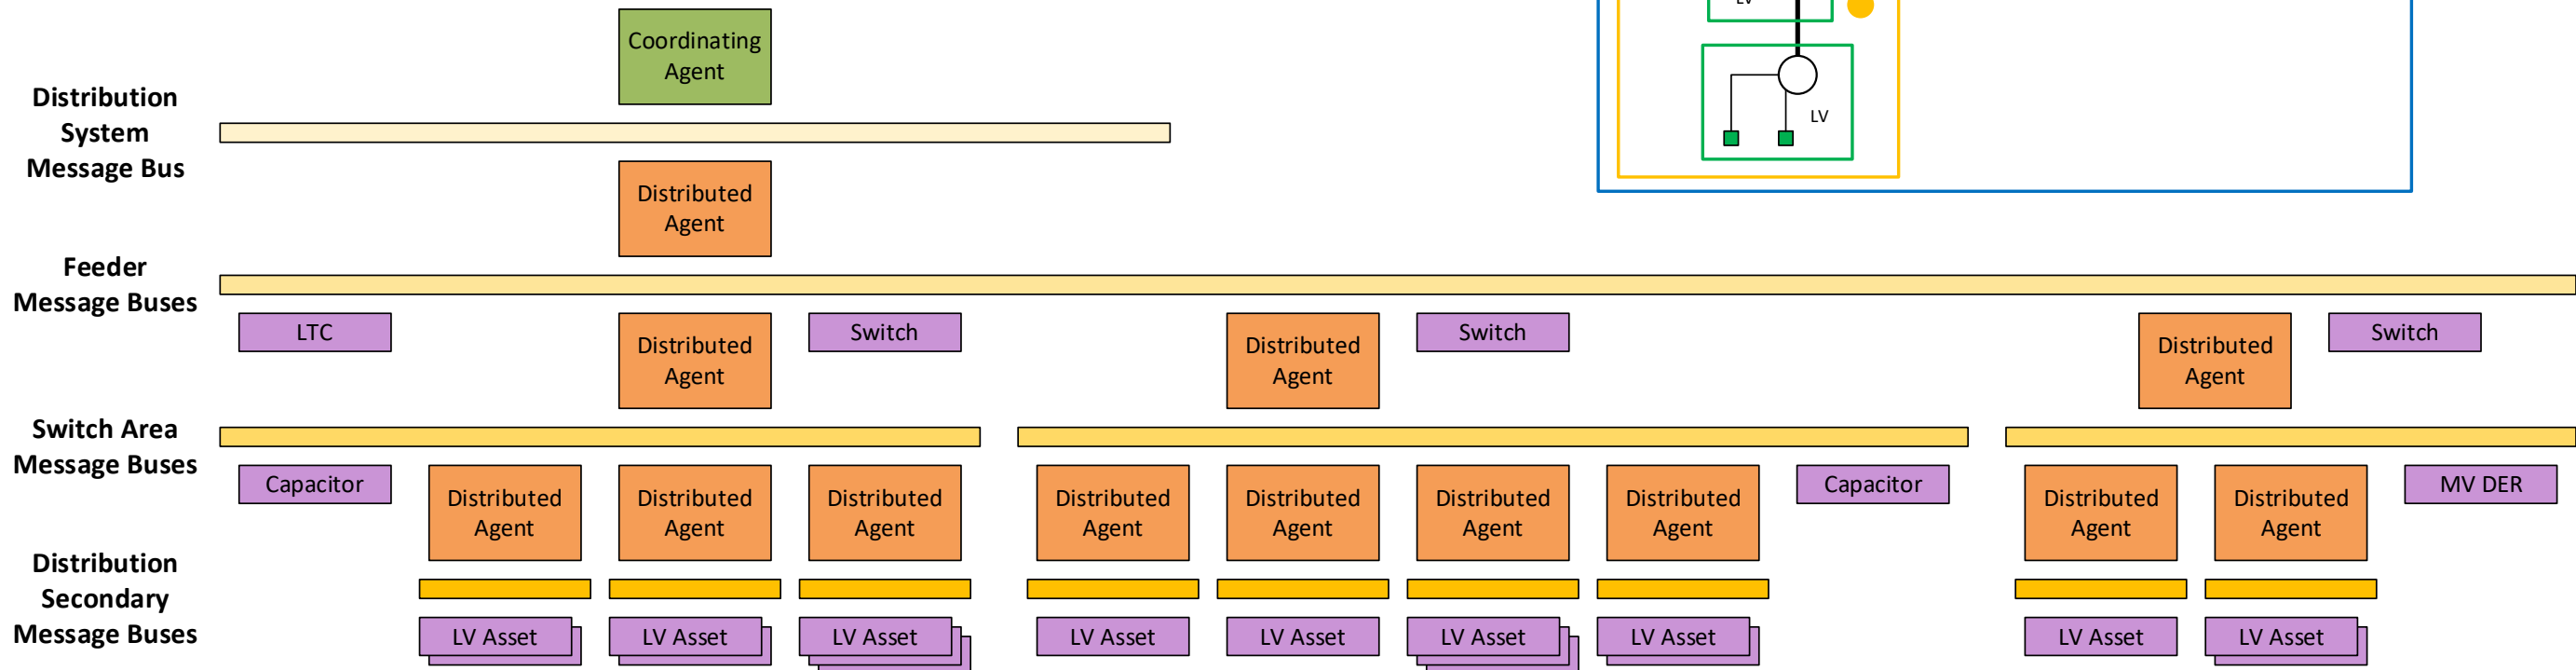 LV
Coordinating
Agent
Distribution
System
Message Bus
LV
Distributed
Agent
Feeder
Message Buses
LTC
Distributed
Agent
Switch
Distributed
Agent
Switch
Distributed
Agent
Switch
Switch Area
Message Buses
Capacitor
Distributed
Agent
Distributed
Agent
Distributed
Agent
Distributed
Agent
Distributed
Agent
Distributed
Agent
Distributed
Agent
Capacitor
Distributed
Agent
Distributed
Agent
MV DER
Distribution
Secondary
Message Buses
LV Asset
LV Asset
LV Asset
LV Asset
LV Asset
LV Asset
LV Asset
LV Asset
LV Asset